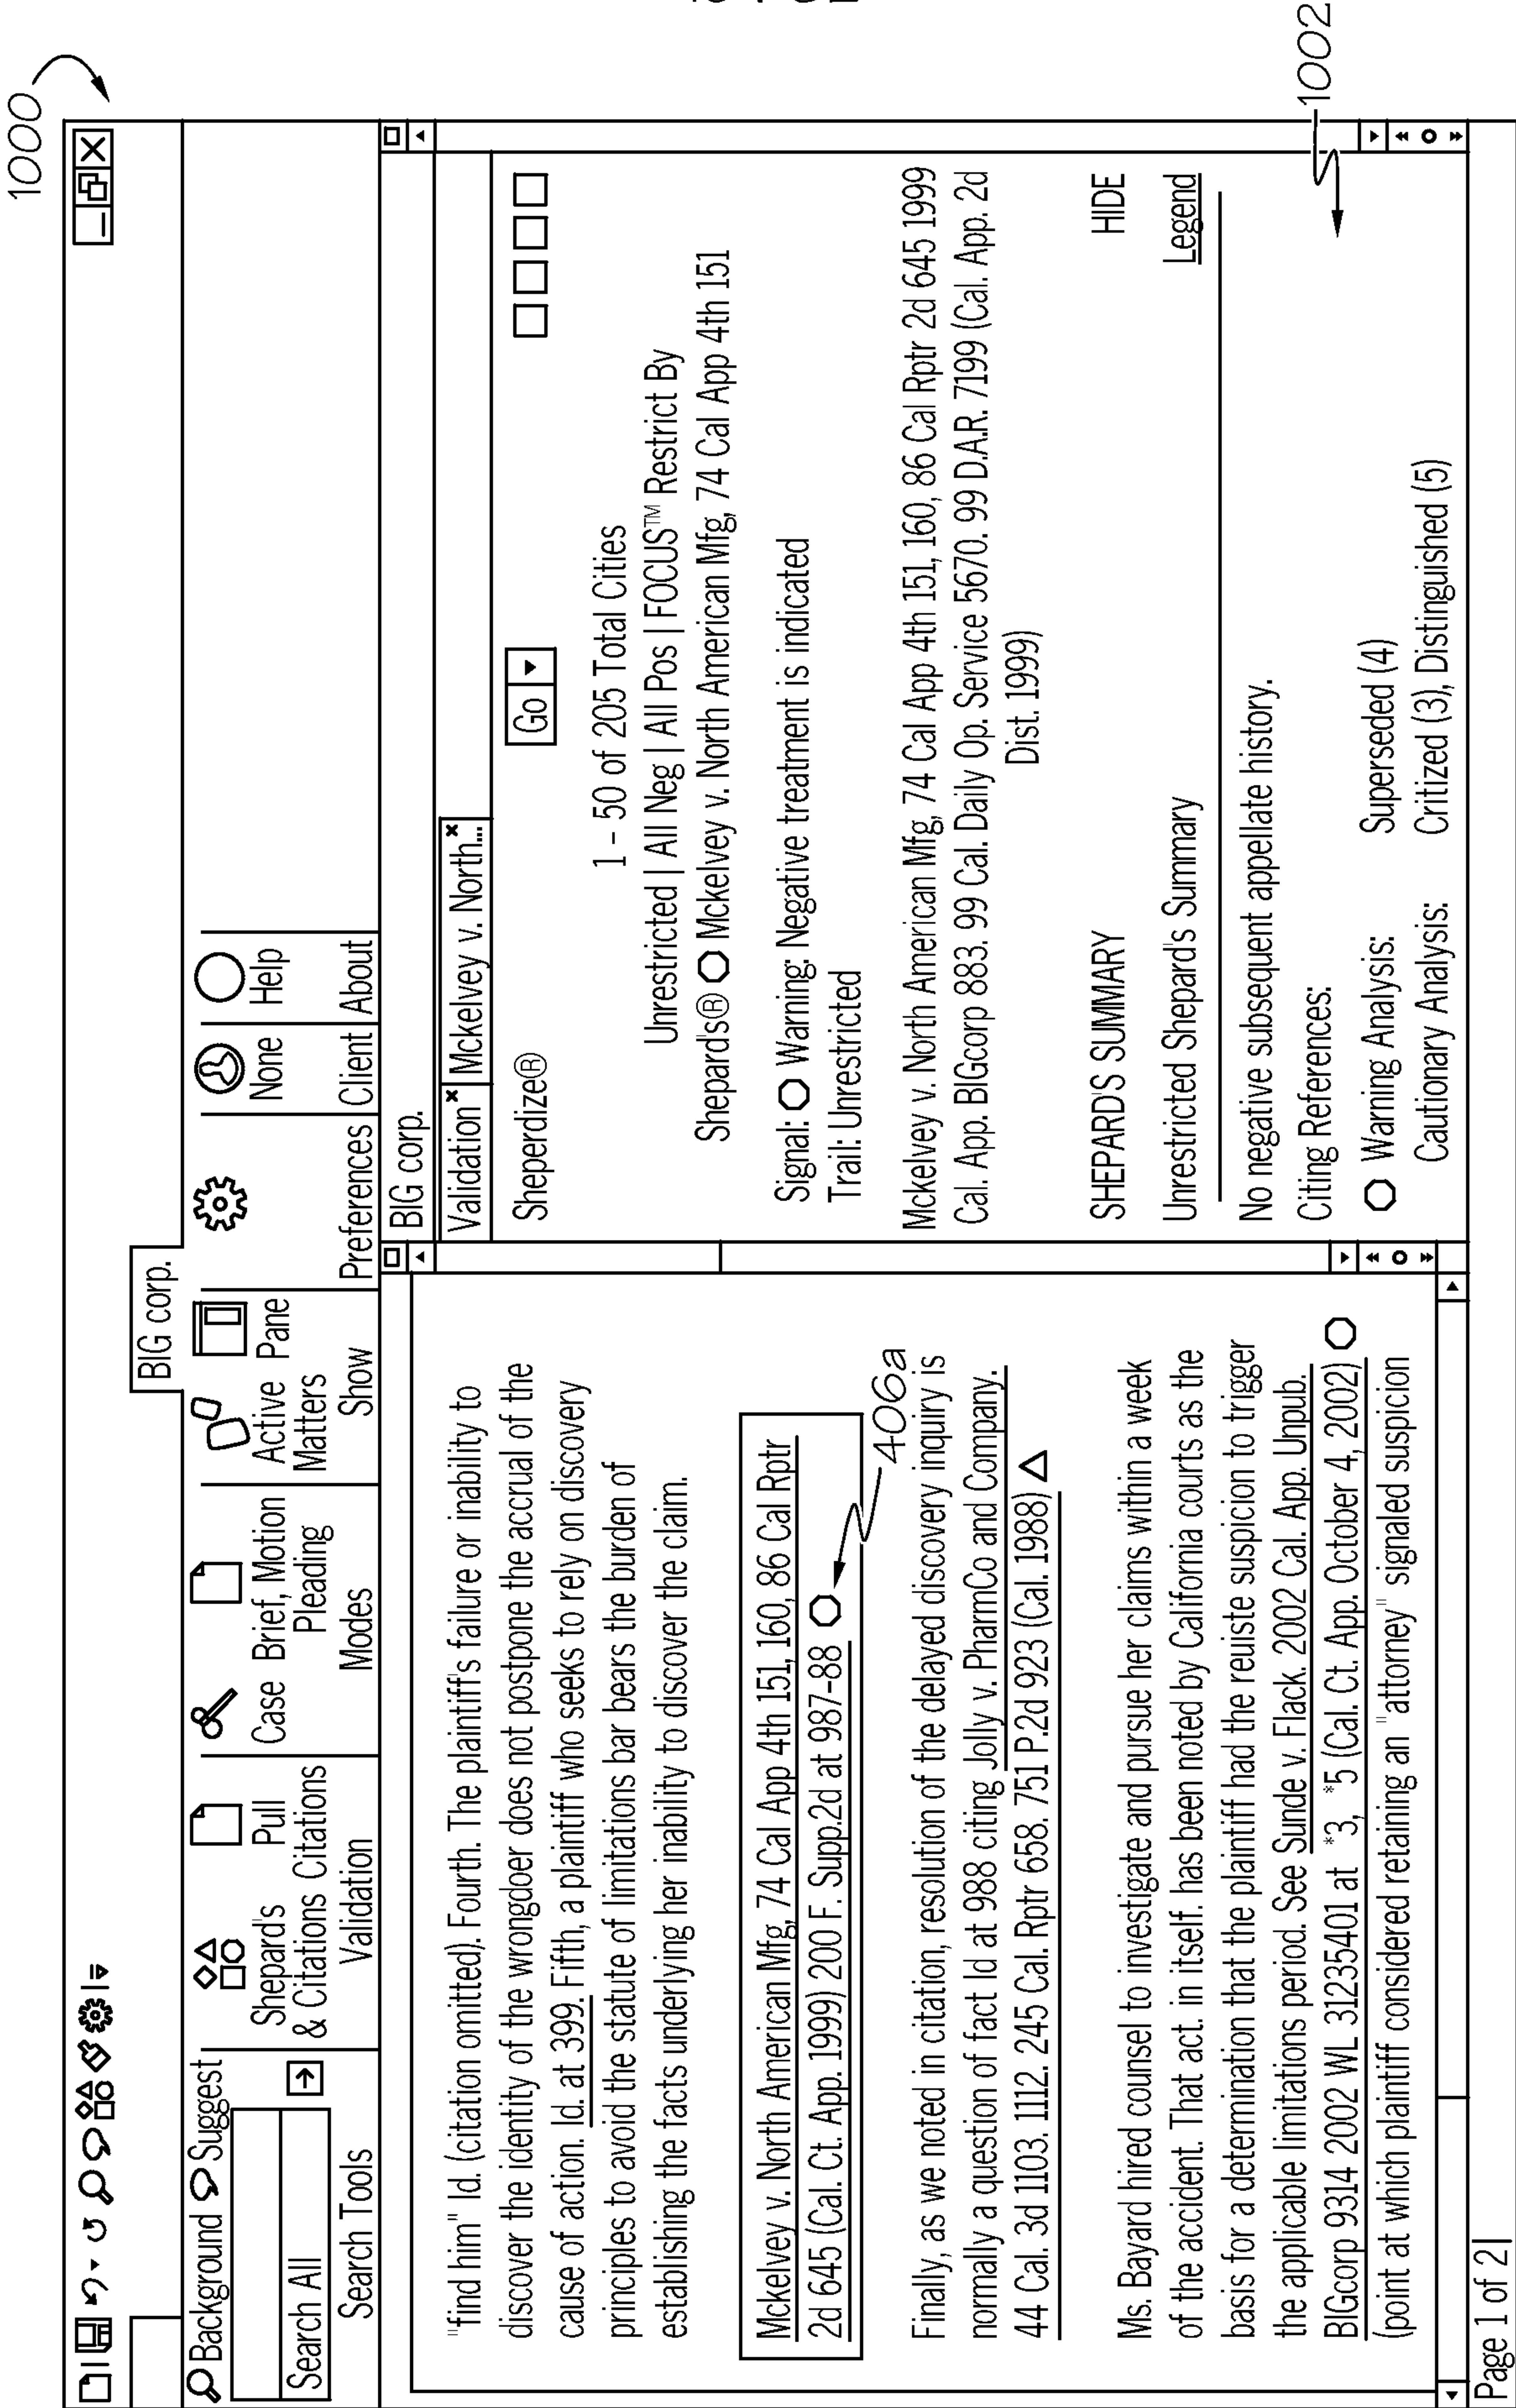 1000
BIG corp.
Background Suggest
Search All
Search Tools
Shepard's
& Citations
Pull
Citations
Validation
Case
Brief, Motion
Pleading
Modes
Active
Matters
Pane
Show
Preferences
None
Client
Help
About
"find him" Id. (citation omitted). Fourth. The plaintiff's failure or inability to
discover the identity of the wrongdoer does not postpone the accrual of the
cause of action. Id. at 399. Fifth, a plaintiff who seeks to rely on discovery
principles to avoid the statute of limitations bar bears the burden of
establishing the facts underlying her inability to discover the claim.
Mckelvey v. North American Mfg, 74 Cal App 4th 151, 160, 86 Cal Rptr
2d 645 (Cal. Ct. App. 1999) 200 F. Supp.2d at 987-88
406a
Finally, as we noted in citation, resolution of the delayed discovery inquiry is
normally a question of fact Id at 988 citing Jolly v. PharmCo and Company.
44 Cal. 3d 1103. 1112. 245 Cal. Rptr 658. 751 P.2d 923 (Cal. 1988)
Ms. Bayard hired counsel to investigate and pursue her claims within a week
of the accident. That act. in itself. has been noted by California courts as the
basis for a determination that the plaintiff had the reuiste suspicion to trigger
the applicable limitations period. See Sunde v. Flack. 2002 Cal. App. Unpub.
BIGcorp 9314 2002 WL 31235401 at *3, *5 (Cal. Ct. App. October 4, 2002)
(point at which plaintiff considered retaining an "attorney" signaled suspicion
Page 1 of 2
BIG corp.
Validation x Mckelvey v. North... x
Sheperdize®
Go
1 - 50 of 205 Total Cities
Unrestricted | All Neg | All Pos | FOCUS™ Restrict By
Shepard's® Mckelvey v. North American Mfg, 74 Cal App 4th 151
Signal: Warning: Negative treatment is indicated
Trail: Unrestricted
Mckelvey v. North American Mfg, 74 Cal App 4th 151, 160, 86 Cal Rptr 2d 645 1999
Cal. App. BIGcorp 883. 99 Cal. Daily Op. Service 5670. 99 D.A.R. 7199 (Cal. App. 2d
Dist. 1999)
SHEPARD'S SUMMARY HIDE
Unrestricted Shepard's Summary Legend
No negative subsequent appellate history.
Citing References:
Warning Analysis: Superseded (4)
Cautionary Analysis: Critized (3), Distinguished (5)
1002